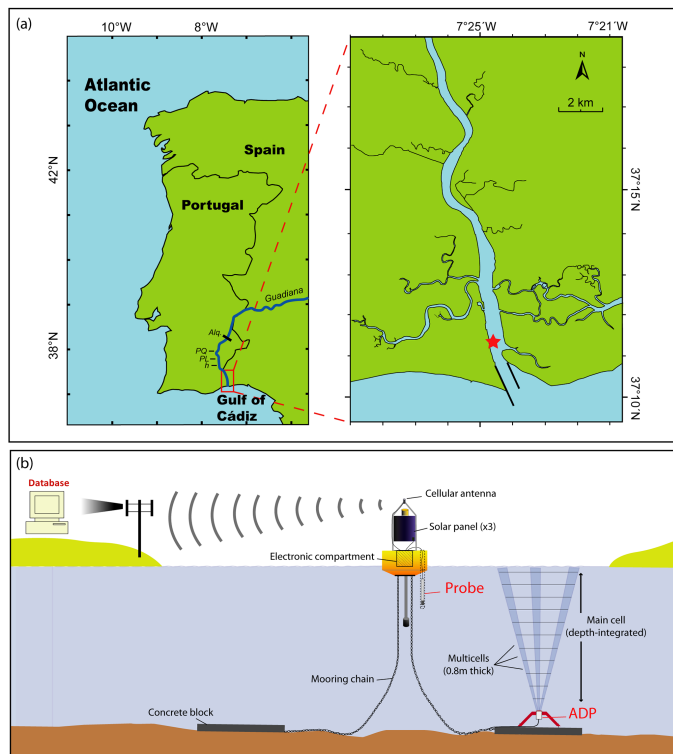 (a)
10°W
8°W
7°25'W
7°21'W
Atlantic
Ocean
Spain
Portugal
42°N
38°N
Guadiana
Alq.
PQ
PL
h
Gulf of
Cádiz
N
2 km
37°15'N
37°10'N
(b)
Database
Cellular antenna
Solar panel (x3)
Electronic compartment
Probe
Main cell
(depth-integrated)
Multicells
(0.8m thick)
Mooring chain
Concrete block
ADP